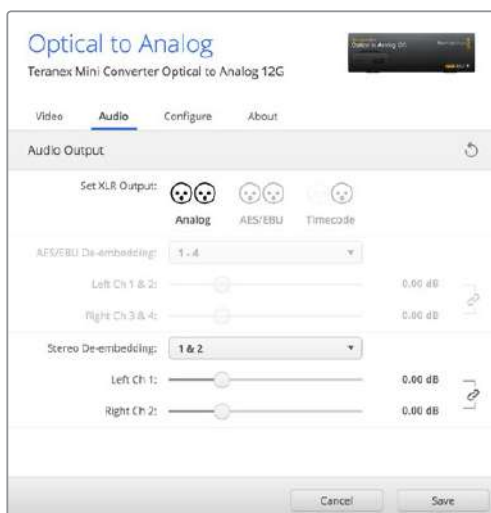 Optical to Analog
Teranex Mini Converter Optical to Analog 12G
Video Audio Configure About
Audio Output
Set XLR Output:
Analog AES/EBU Timecode
AES/EBU De-embedding: 1 - 4
Left Ch 1 & 2: 0.00 dB
Right Ch 3 & 4: 0.00 dB
Stereo De-embedding: 1 & 2
Left Ch 1: 0.00 dB
Right Ch 2: 0.00 dB
Cancel Save